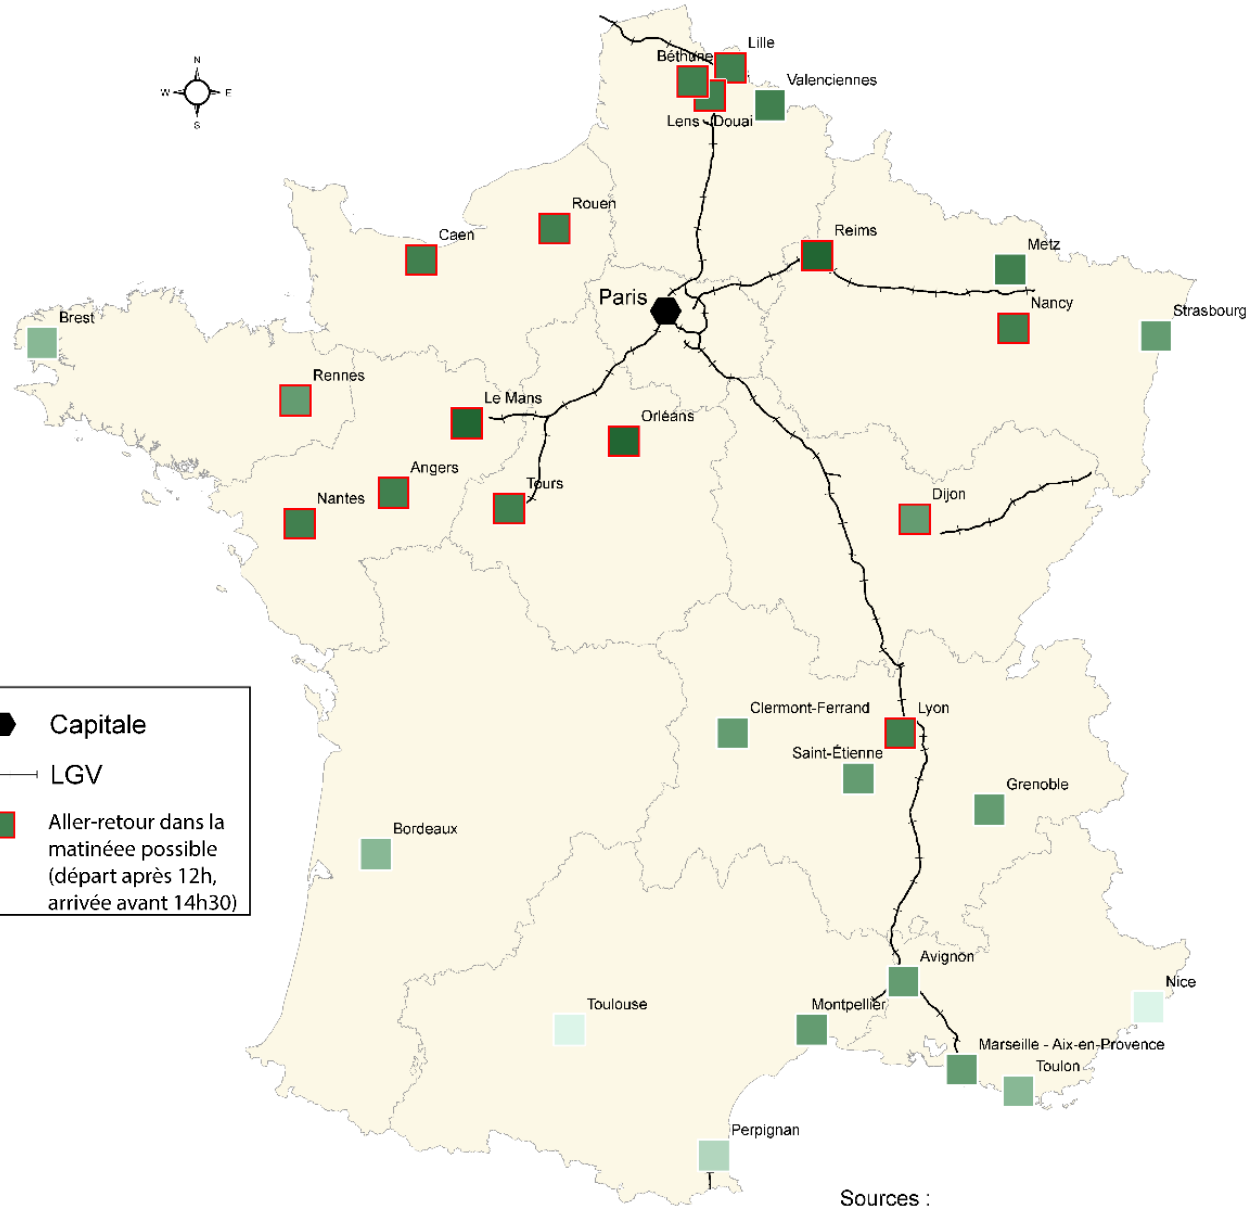 Lille
Béthune
Valenciennes
Lens - Douai
N
W
E
S
Rouen
Caen
Reims
Metz
Paris
Nancy
Strasbourg
Brest
Rennes
Le Mans
Orléans
Angers
Tours
Nantes
Dijon
Capitale
LGV
Aller-retour dans la
matinéee possible
(départ après 12h,
arrivée avant 14h30)
Clermont-Ferrand
Lyon
Saint-Étienne
Grenoble
Bordeaux
Avignon
Nice
Toulouse
Montpellier
Marseille - Aix-en-Provence
Toulon
Perpignan
Sources :